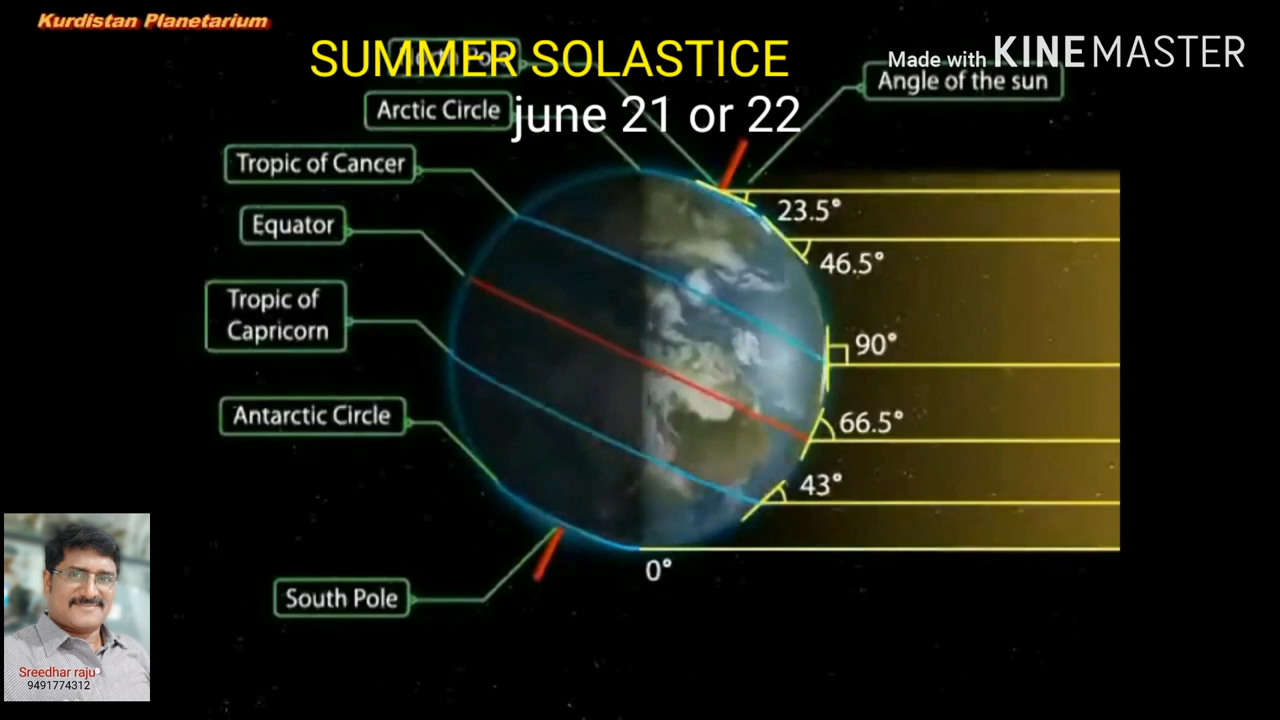 Kurdistan Planetarium
SUMMER SOLASTICE
Made with KINEMASTER
Angle of the sun
Arctic Circle
june 21 or 22
Tropic of Cancer
23.5°
Equator
46.5°
Tropic of
Capricorn
90°
Antarctic Circle
66.5°
43°
0°
South Pole
Sreedhar raju
9491774312